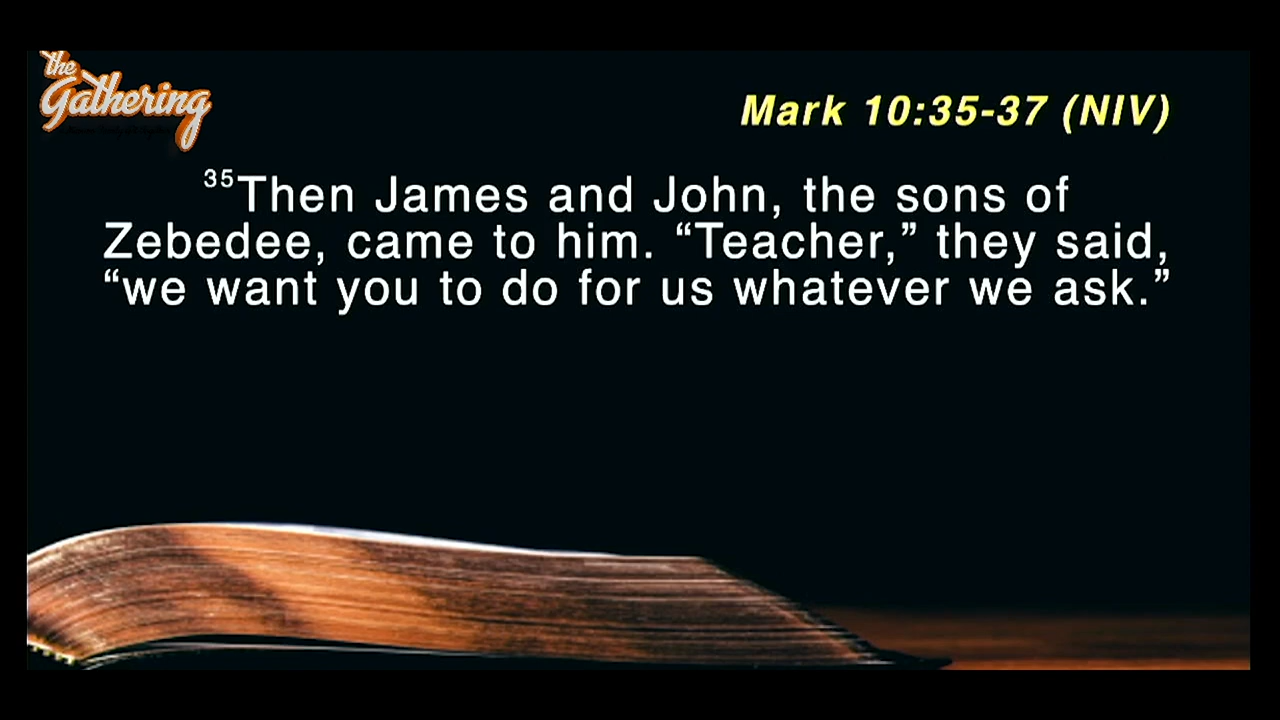 the
Gathering
Mark 10:35-37 (NIV)
³⁵Then James and John, the sons of
Zebedee, came to him. “Teacher,” they said,
“we want you to do for us whatever we ask.”